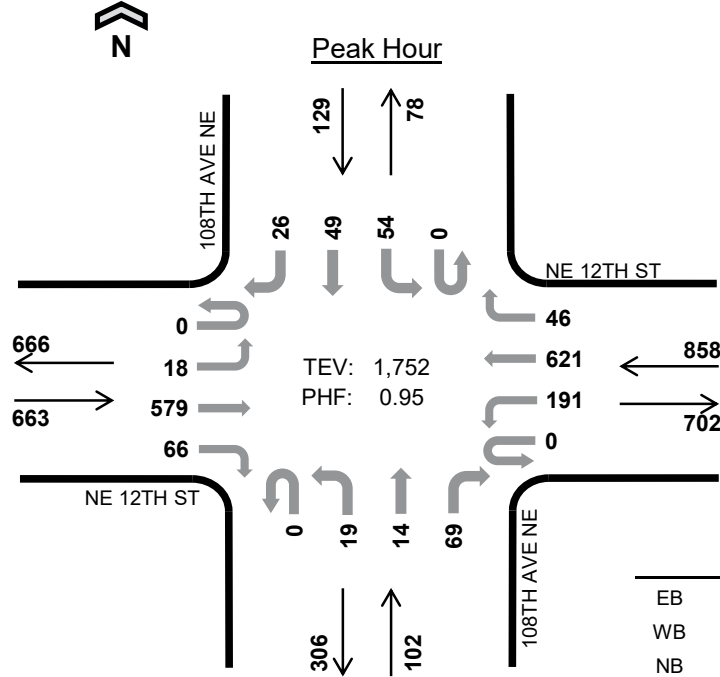 N
Peak Hour
129
78
108TH AVE NE
26
49
54
0
NE 12TH ST
0
18
579
66
666
663
TEV: 1,752
PHF: 0.95
46
621
191
0
858
702
NE 12TH ST
0
19
14
69
108TH AVE NE
306
102
EB
WB
NB